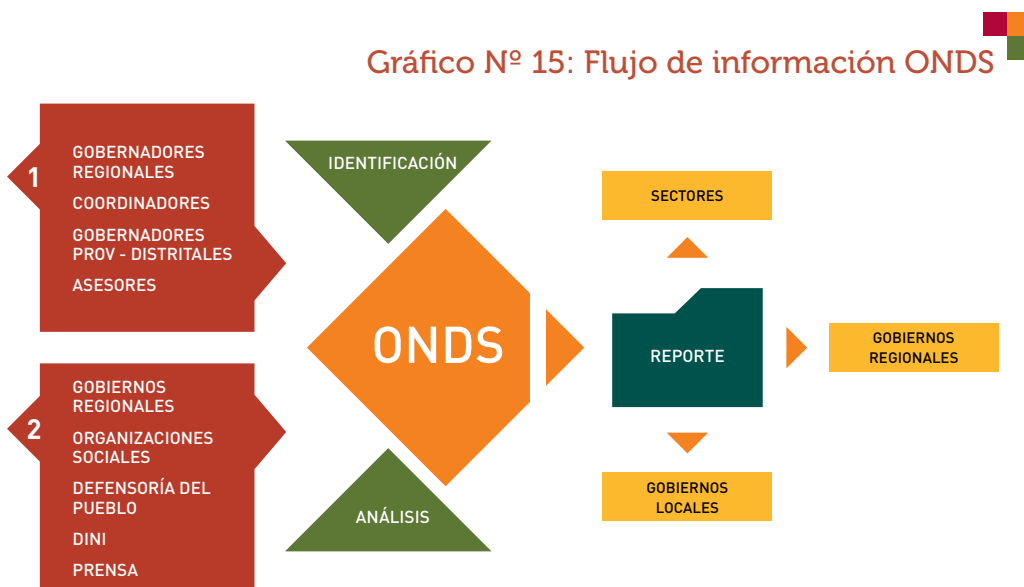 Gráfico Nº 15: Flujo de información ONDS
1
GOBERNADORES
REGIONALES
COORDINADORES
GOBERNADORES
PROV - DISTRITALES
ASESORES
2
GOBIERNOS
REGIONALES
ORGANIZACIONES
SOCIALES
DEFENSORÍA DEL
PUEBLO
DINI
PRENSA
IDENTIFICACIÓN
ONDS
ANÁLISIS
SECTORES
REPORTE
GOBIERNOS
REGIONALES
GOBIERNOS
LOCALES